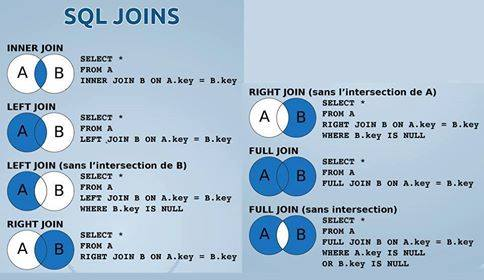 SQL JOINS
INNER JOIN
A B
SELECT *
FROM A
INNER JOIN B ON A.key = B.key
LEFT JOIN
A B
SELECT *
FROM A
LEFT JOIN B ON A.key = B.key
LEFT JOIN (sans l'intersection de B)
A B
SELECT *
FROM A
LEFT JOIN B ON A.key = B.key
WHERE B.key IS NULL
RIGHT JOIN
A B
SELECT *
FROM A
RIGHT JOIN B ON A.key = B.key
RIGHT JOIN (sans l'intersection de A)
A B
SELECT *
FROM A
RIGHT JOIN B ON A.key = B.key
WHERE B.key IS NULL
FULL JOIN
A B
SELECT *
FROM A
FULL JOIN B ON A.key = B.key
FULL JOIN (sans intersection)
A B
SELECT *
FROM A
FULL JOIN B ON A.key = B.key
WHERE A.key IS NULL
OR B.key IS NULL